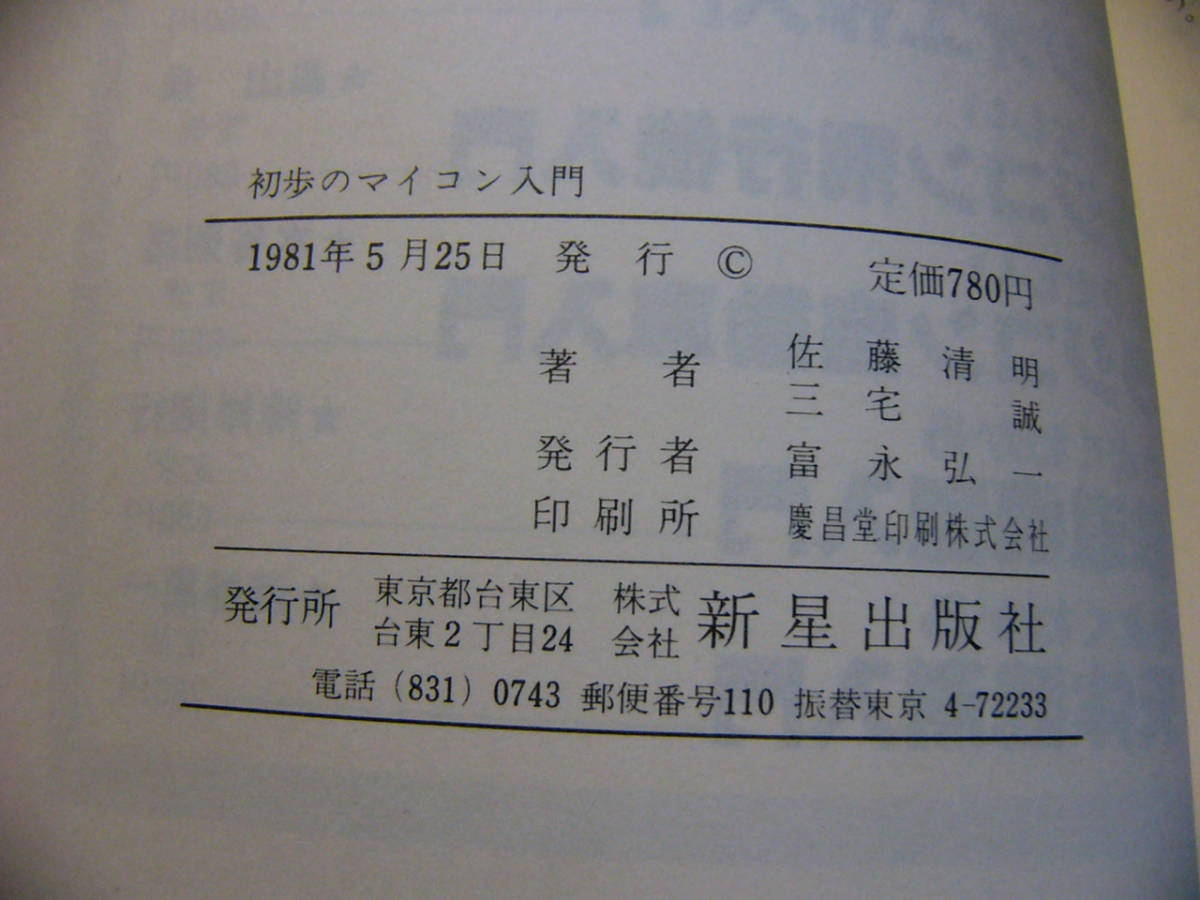 初歩のマイコン入門
1981年5月25日 発行 © 定価780円
著者 佐藤清明
三宅誠
発行者 富永弘一
印刷所 慶昌堂印刷株式会社
発行所 東京都台東区 株式 新星出版社
台東2丁目24 会社
電話(831)0743 郵便番号110 振替東京 4-72233